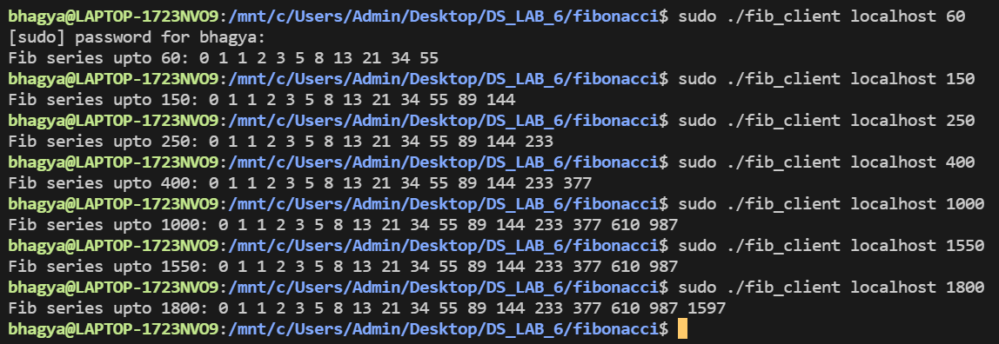 bhagya@LAPTOP-1723NVO9:/mnt/c/Users/Admin/Desktop/DS_LAB_6/fibonacci$ sudo ./fib_client localhost 60
[sudo] password for bhagya:
Fib series upto 60: 0 1 1 2 3 5 8 13 21 34 55
bhagya@LAPTOP-1723NVO9:/mnt/c/Users/Admin/Desktop/DS_LAB_6/fibonacci$ sudo ./fib_client localhost 150
Fib series upto 150: 0 1 1 2 3 5 8 13 21 34 55 89 144
bhagya@LAPTOP-1723NVO9:/mnt/c/Users/Admin/Desktop/DS_LAB_6/fibonacci$ sudo ./fib_client localhost 250
Fib series upto 250: 0 1 1 2 3 5 8 13 21 34 55 89 144 233
bhagya@LAPTOP-1723NVO9:/mnt/c/Users/Admin/Desktop/DS_LAB_6/fibonacci$ sudo ./fib_client localhost 400
Fib series upto 400: 0 1 1 2 3 5 8 13 21 34 55 89 144 233 377
bhagya@LAPTOP-1723NVO9:/mnt/c/Users/Admin/Desktop/DS_LAB_6/fibonacci$ sudo ./fib_client localhost 1000
Fib series upto 1000: 0 1 1 2 3 5 8 13 21 34 55 89 144 233 377 610 987
bhagya@LAPTOP-1723NVO9:/mnt/c/Users/Admin/Desktop/DS_LAB_6/fibonacci$ sudo ./fib_client localhost 1550
Fib series upto 1550: 0 1 1 2 3 5 8 13 21 34 55 89 144 233 377 610 987
bhagya@LAPTOP-1723NVO9:/mnt/c/Users/Admin/Desktop/DS_LAB_6/fibonacci$ sudo ./fib_client localhost 1800
Fib series upto 1800: 0 1 1 2 3 5 8 13 21 34 55 89 144 233 377 610 987 1597
bhagya@LAPTOP-1723NVO9:/mnt/c/Users/Admin/Desktop/DS_LAB_6/fibonacci$